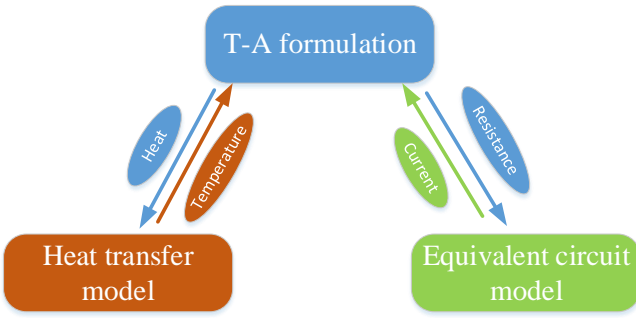 T-A formulation
Heat
Temperature
Current
Resistance
Heat transfer
model
Equivalent circuit
model